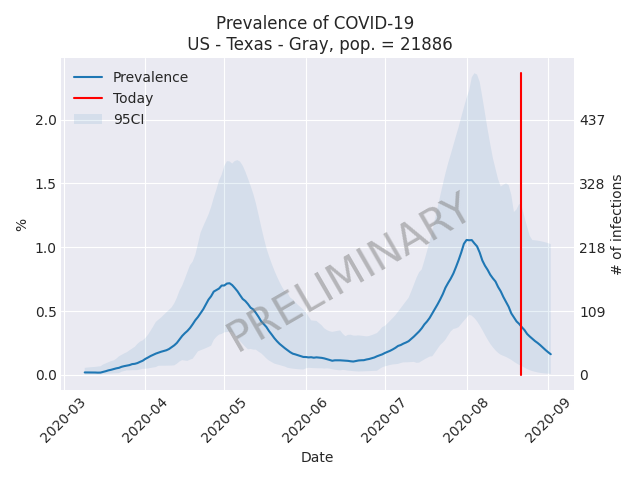 Prevalence of COVID-19
US - Texas - Gray, pop. = 21886
Prevalence
Today
95CI
2.0
1.5
1.0
0.5
0.0
%
437
328
218
109
0
# of infections
PRELIMINARY
2020-03
2020-04
2020-05
2020-06
2020-07
2020-08
2020-09
Date